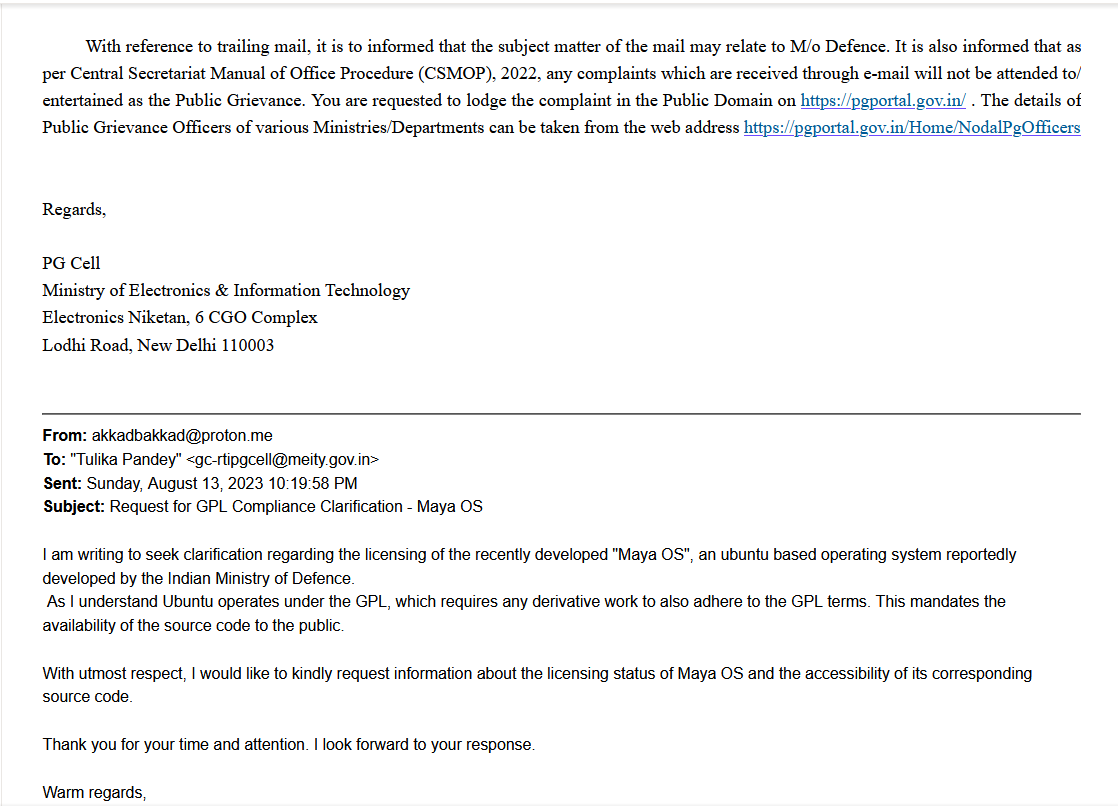 With reference to trailing mail, it is to informed that the subject matter of the mail may relate to M/o Defence. It is also informed that as
per Central Secretariat Manual of Office Procedure (CSMOP), 2022, any complaints which are received through e-mail will not be attended to/
entertained as the Public Grievance. You are requested to lodge the complaint in the Public Domain on https://pgportal.gov.in/ . The details of
Public Grievance Officers of various Ministries/Departments can be taken from the web address https://pgportal.gov.in/Home/NodalPgOfficers
Regards,
PG Cell
Ministry of Electronics & Information Technology
Electronics Niketan, 6 CGO Complex
Lodhi Road, New Delhi 110003
From: akkadbakkad@proton.me
To: "Tulika Pandey" <gc-rtipgcell@meity.gov.in>
Sent: Sunday, August 13, 2023 10:19:58 PM
Subject: Request for GPL Compliance Clarification - Maya OS
I am writing to seek clarification regarding the licensing of the recently developed "Maya OS", an ubuntu based operating system reportedly
developed by the Indian Ministry of Defence.
As I understand Ubuntu operates under the GPL, which requires any derivative work to also adhere to the GPL terms. This mandates the
availability of the source code to the public.
With utmost respect, I would like to kindly request information about the licensing status of Maya OS and the accessibility of its corresponding
source code.
Thank you for your time and attention. I look forward to your response.
Warm regards,